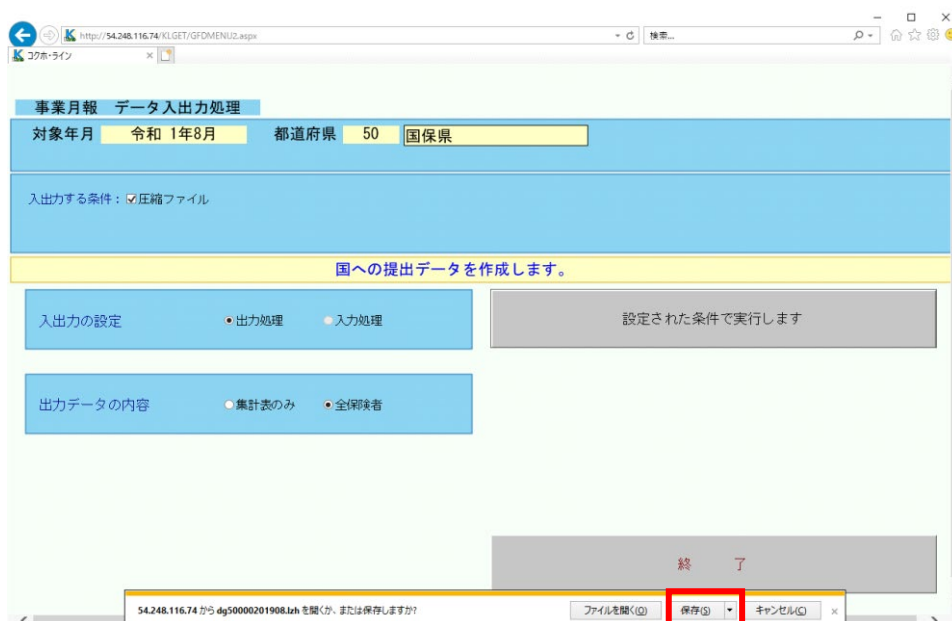 http://54.248.116.74/KLGET/GFDMENU2.aspx
検索...
コクホ・ライン
事業月報 データ入出力処理
対象年月 令和 1年8月 都道府県 50 国保県
入出力する条件： 圧縮ファイル
国への提出データを作成します。
入出力の設定 出力処理 入力処理
設定された条件で実行します
出力データの内容 集計表のみ 全保険者
終 了
54.248.116.74 から dg50000201908.lzh を開くか、または保存しますか?
ファイルを開く(O) 保存(S) キャンセル(C)